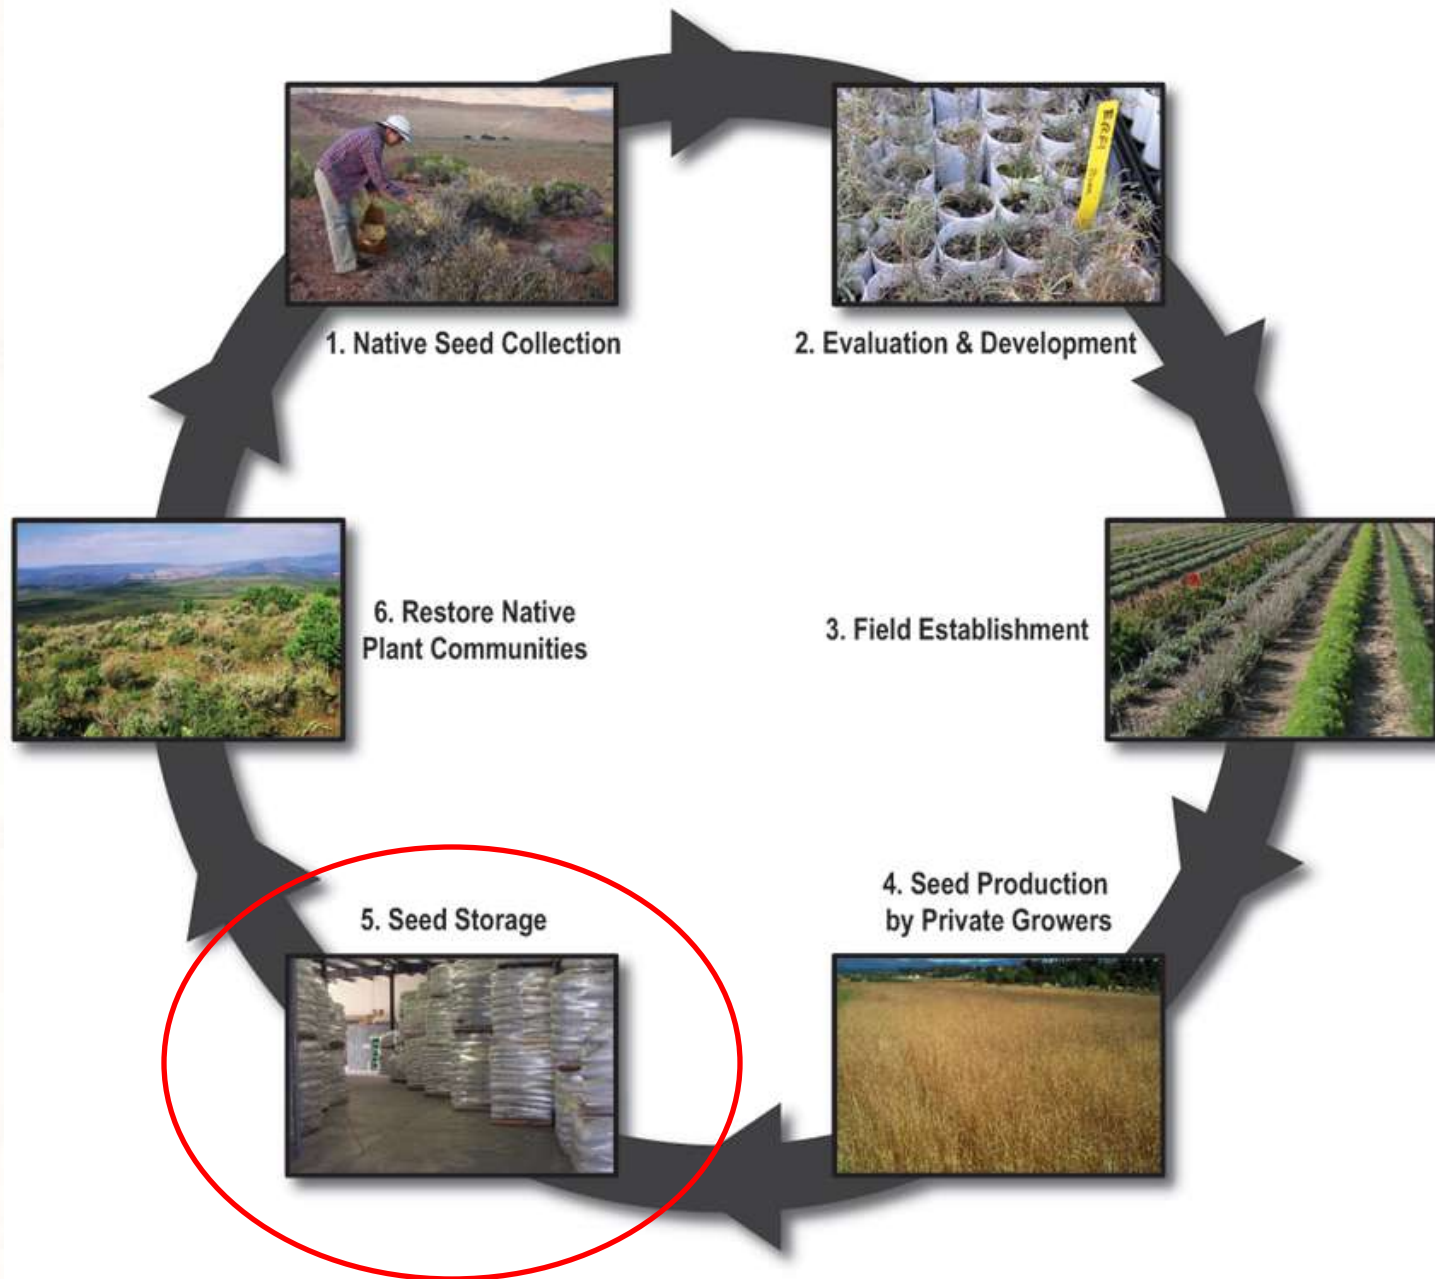 1. Native Seed Collection
2. Evaluation & Development
3. Field Establishment
4. Seed Production
by Private Growers
5. Seed Storage
6. Restore Native
Plant Communities